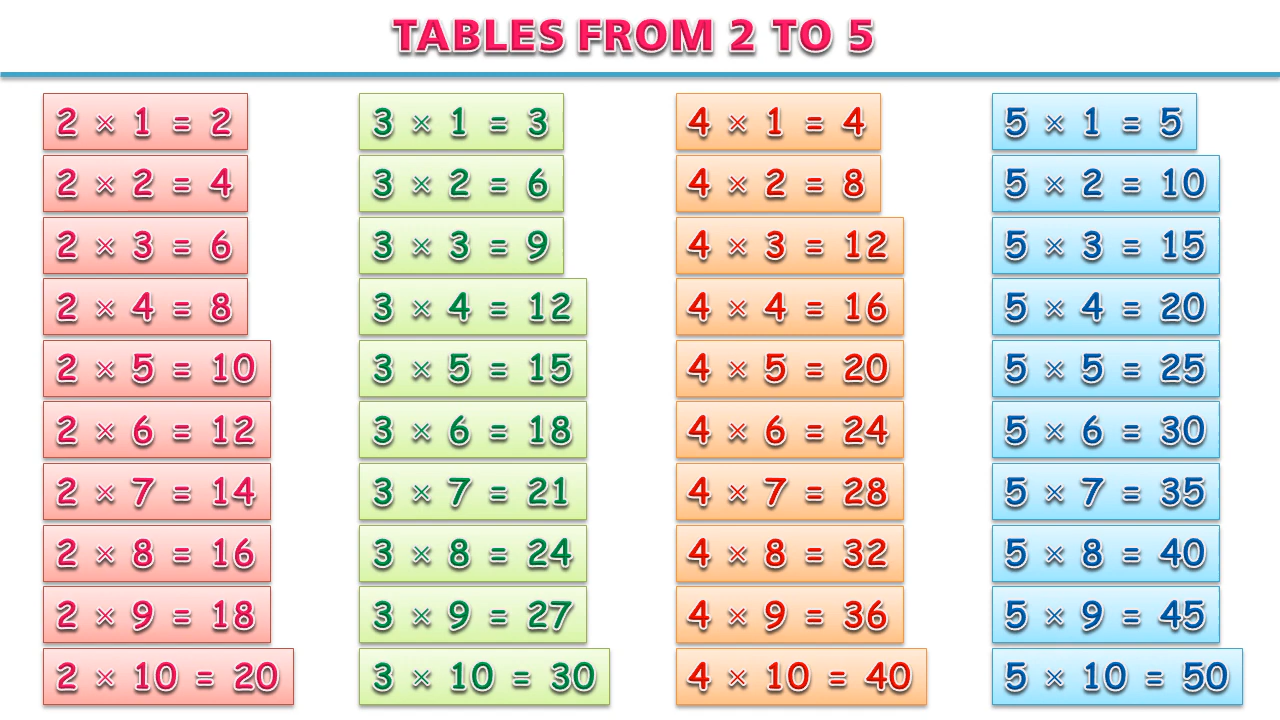 TABLES FROM 2 TO 5
2 × 1 = 2
2 × 2 = 4
2 × 3 = 6
2 × 4 = 8
2 × 5 = 10
2 × 6 = 12
2 × 7 = 14
2 × 8 = 16
2 × 9 = 18
2 × 10 = 20
3 × 1 = 3
3 × 2 = 6
3 × 3 = 9
3 × 4 = 12
3 × 5 = 15
3 × 6 = 18
3 × 7 = 21
3 × 8 = 24
3 × 9 = 27
3 × 10 = 30
4 × 1 = 4
4 × 2 = 8
4 × 3 = 12
4 × 4 = 16
4 × 5 = 20
4 × 6 = 24
4 × 7 = 28
4 × 8 = 32
4 × 9 = 36
4 × 10 = 40
5 × 1 = 5
5 × 2 = 10
5 × 3 = 15
5 × 4 = 20
5 × 5 = 25
5 × 6 = 30
5 × 7 = 35
5 × 8 = 40
5 × 9 = 45
5 × 10 = 50